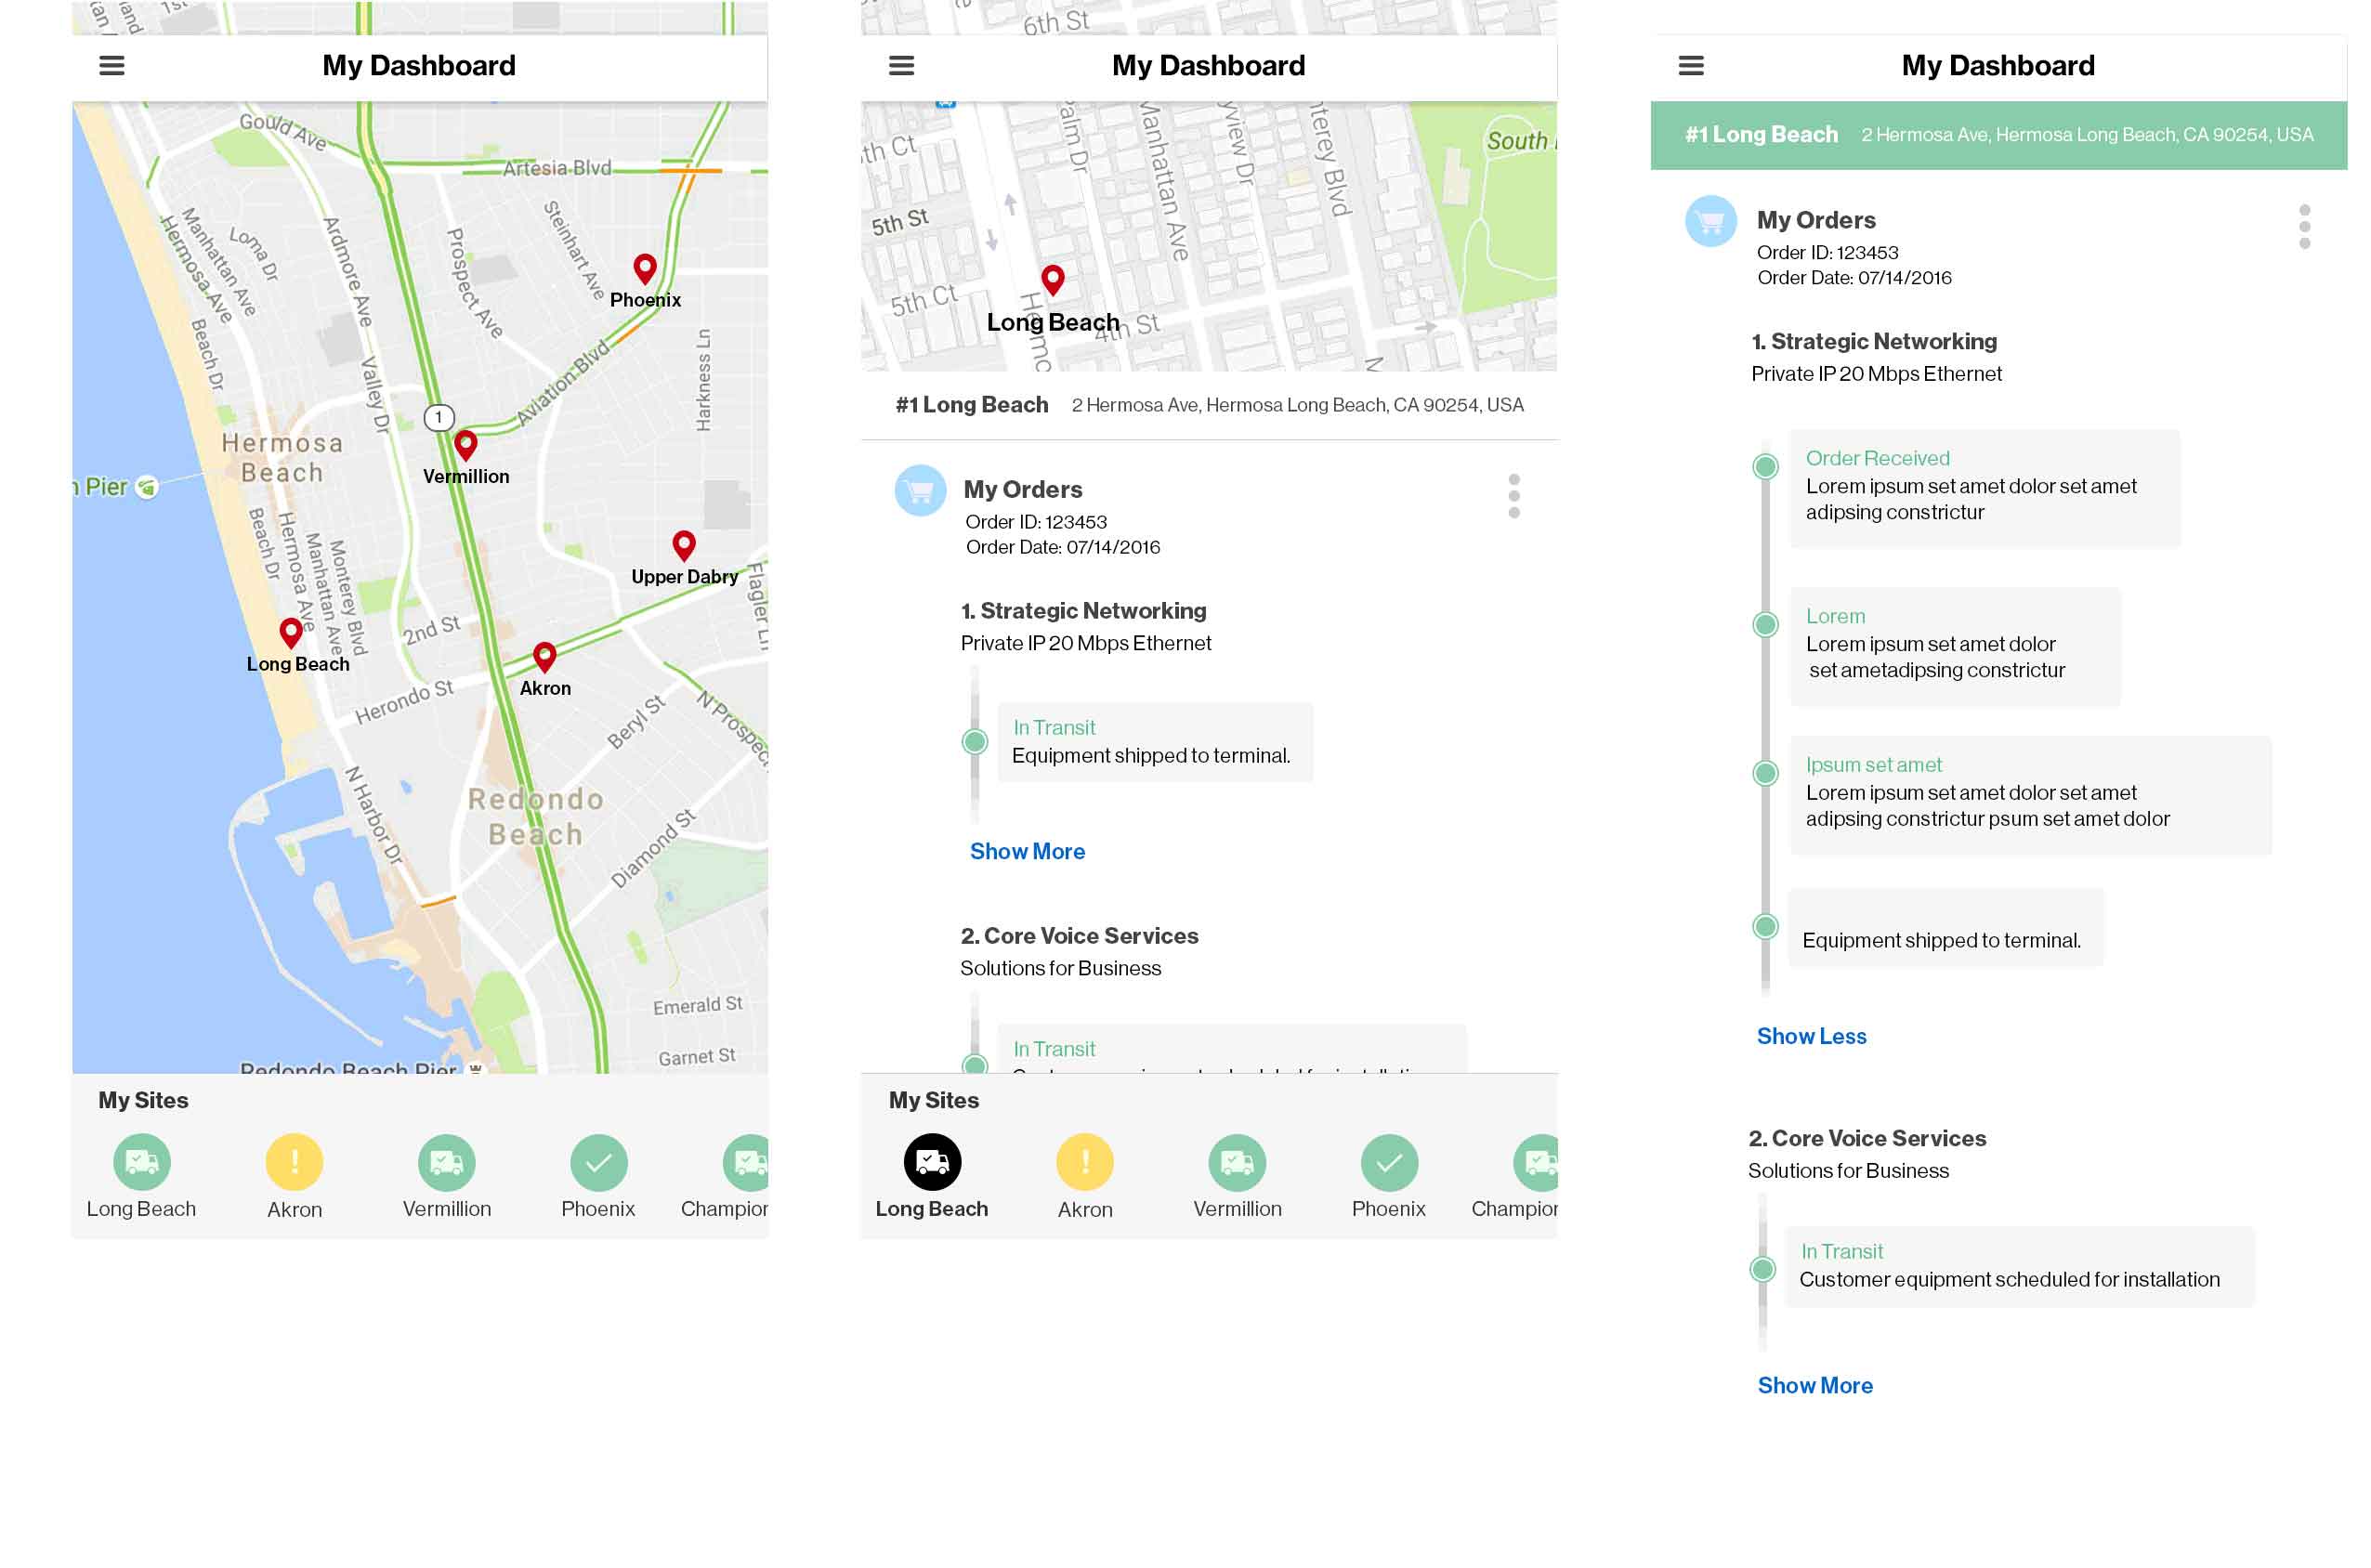 1st
My Dashboard
Gould Ave
Artesia Blvd
Manhattan Ave
Hermosa Ave
Loma Dr
Ardmore Ave
Prospect Ave
Steinhart Ave
Phoenix
Beach Dr
Valley Dr
Aviation Blvd
Harkness Ln
1
Hermosa
Beach
Vermillion
n Pier
Beach Dr
Hermosa Ave
Manhattan Ave
Monterey Blvd
Upper Dabry
Flagler Ln
2nd St
Long Beach
Akron
Herondo St
Beryl St
N Prospect
N Harbor Dr
Redondo
Beach
Diamond St
Emerald St
Garnet St
Redondo Beach Pier
My Sites
Long Beach
Akron
Vermillion
Phoenix
Champion
6th St
My Dashboard
5th Ct
Palm Dr
Manhattan Ave
yview Dr
nterey Blvd
South
5th St
5th Ct
Hermo
Long Beach
4th St
#1 Long Beach 2 Hermosa Ave, Hermosa Long Beach, CA 90254, USA
My Orders
Order ID: 123453
Order Date: 07/14/2016
1. Strategic Networking
Private IP 20 Mbps Ethernet
In Transit
Equipment shipped to terminal.
Show More
2. Core Voice Services
Solutions for Business
In Transit
My Sites
Long Beach
Akron
Vermillion
Phoenix
Champion
My Dashboard
#1 Long Beach 2 Hermosa Ave, Hermosa Long Beach, CA 90254, USA
My Orders
Order ID: 123453
Order Date: 07/14/2016
1. Strategic Networking
Private IP 20 Mbps Ethernet
Order Received
Lorem ipsum set amet dolor set amet
adipsing constrictur
Lorem
Lorem ipsum set amet dolor
set ametadipsing constrictur
Ipsum set amet
Lorem ipsum set amet dolor set amet
adipsing constrictur psum set amet dolor
Equipment shipped to terminal.
Show Less
2. Core Voice Services
Solutions for Business
In Transit
Customer equipment scheduled for installation
Show More